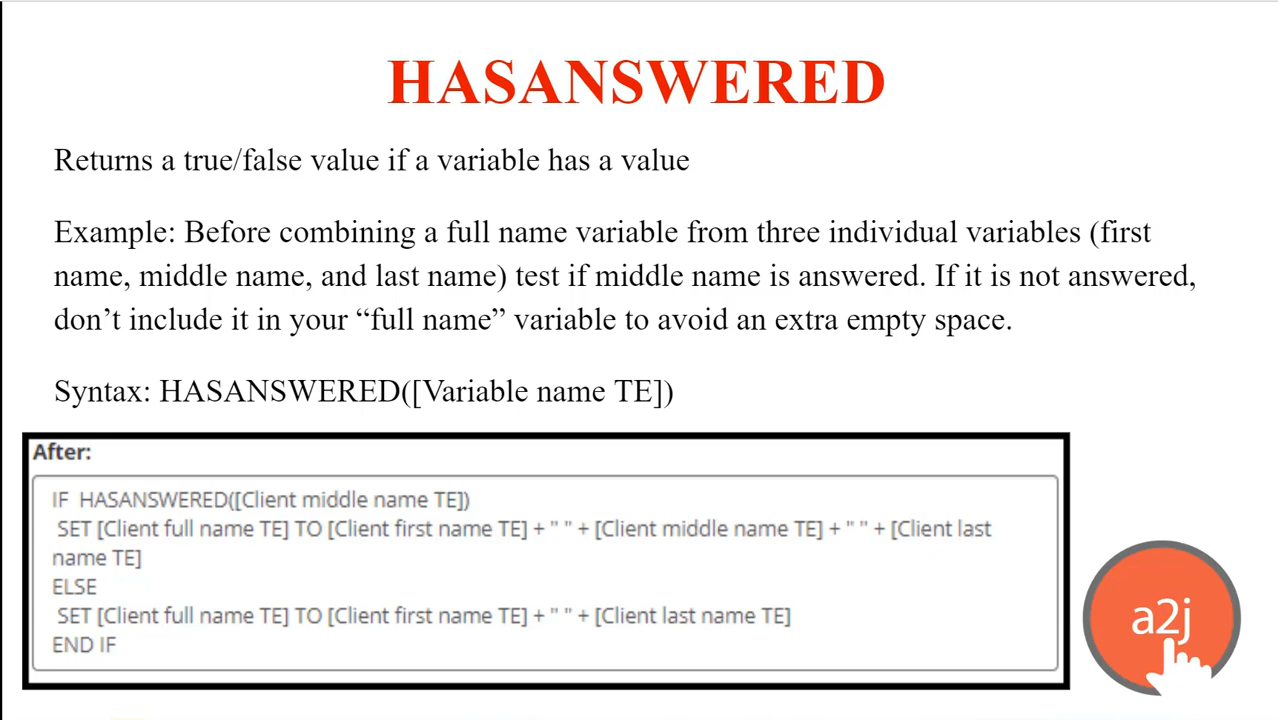 HASANSWERED
Returns a true/false value if a variable has a value
Example: Before combining a full name variable from three individual variables (first
name, middle name, and last name) test if middle name is answered. If it is not answered,
don’t include it in your “full name” variable to avoid an extra empty space.
Syntax: HASANSWERED([Variable name TE])
After:
IF HASANSWERED([Client middle name TE])
SET [Client full name TE] TO [Client first name TE] + " " + [Client middle name TE] + " " + [Client last
name TE]
ELSE
SET [Client full name TE] TO [Client first name TE] + " " + [Client last name TE]
END IF
a2j